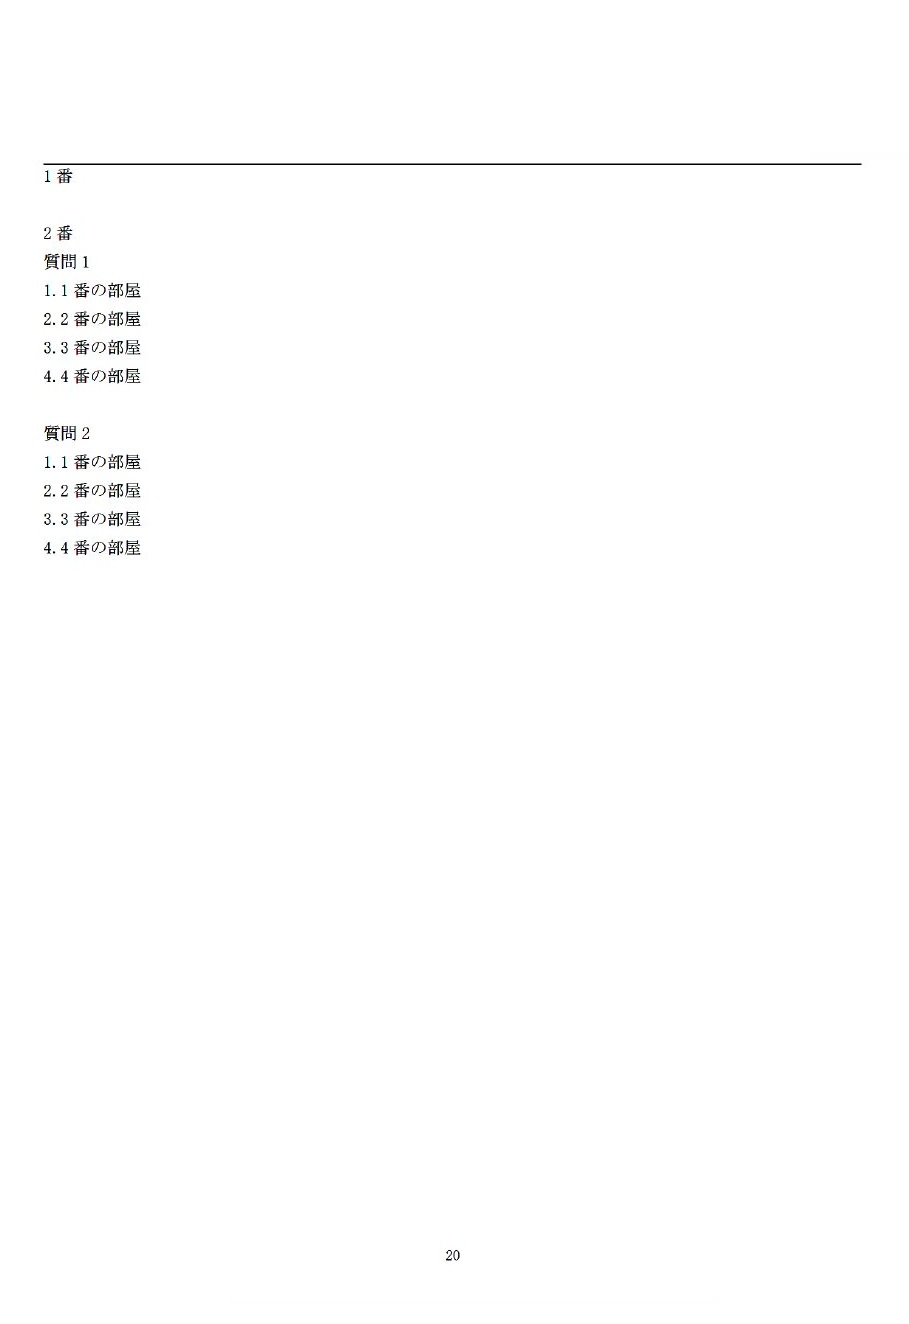 1 番
2 番
質問 1
1.1 番の部屋
2.2 番の部屋
3.3 番の部屋
4.4 番の部屋
質問 2
1.1 番の部屋
2.2 番の部屋
3.3 番の部屋
4.4 番の部屋
20